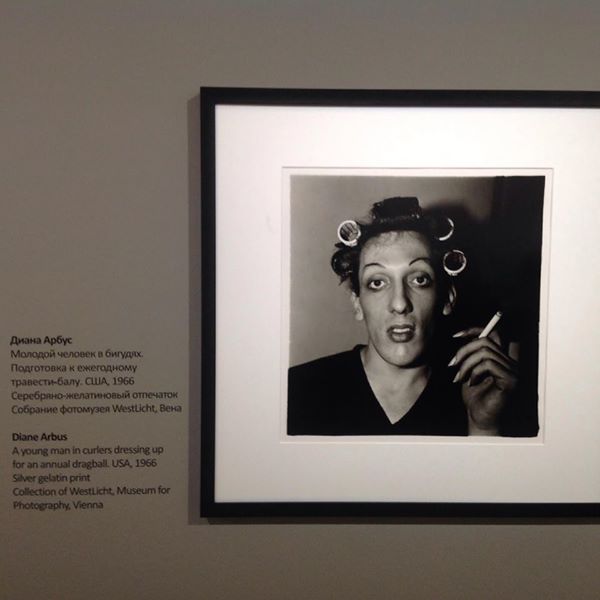 Диана Арбус
Молодой человек в бигудях.
Подготовка к ежегодному
травести-балу. США, 1966
Серебряно-желатиновый отпечаток
Собрание фотомузея WestLicht, Вена
Diane Arbus
A young man in curlers dressing up
for an annual dragball. USA, 1966
Silver gelatin print
Collection of WestLicht, Museum for
Photography, Vienna